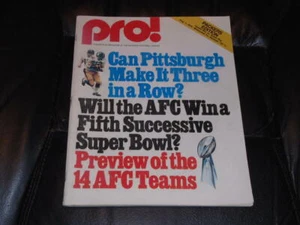 pro!
Can Pittsburgh
Make It Three
in a Row?
Will the AFC Win a
Fifth Successive
Super Bowl?
Preview of the
14 AFC Teams